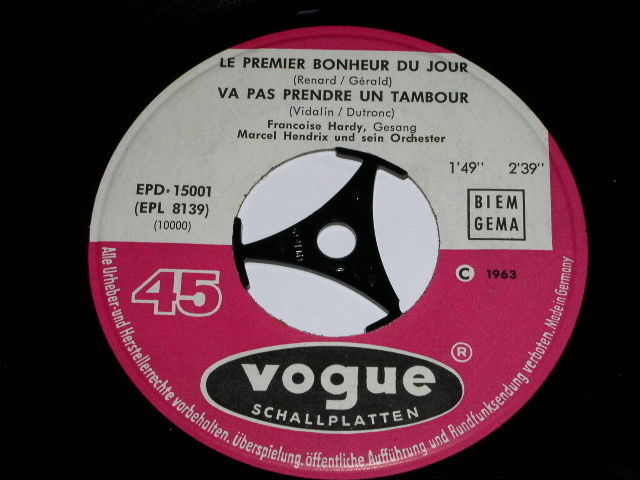 LE PREMIER BONHEUR DU JOUR
(Renard / Gérald)
VA PAS PRENDRE UN TAMBOUR
(Vidalin / Dutronc)
Francoise Hardy, Gesang
Marcel Hendrix und sein Orchester
1'49" 2'39"
EPD · 15001
(EPL 8139)
(10000)
BIEM
GEMA
45
C 1963
®
vogue
SCHALLPLATTEN
Alle Urheber-und Herstellerrechte vorbehalten. Überspielung, öffentliche Aufführung und Rundfunksendung verboten. Made in Germany